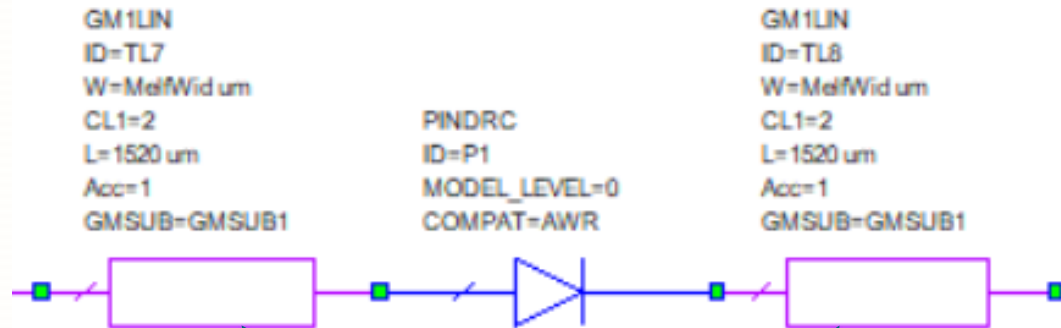 GM1LIN
ID=TL7
W=MelfWid um
CL1=2
L=1520 um
Acc=1
GMSUB=GMSUB1
PINDRC
ID=P1
MODEL_LEVEL=0
COMPAT=AWR
GM1LIN
ID=TL8
W=MelfWid um
CL1=2
L=1520 um
Acc=1
GMSUB=GMSUB1